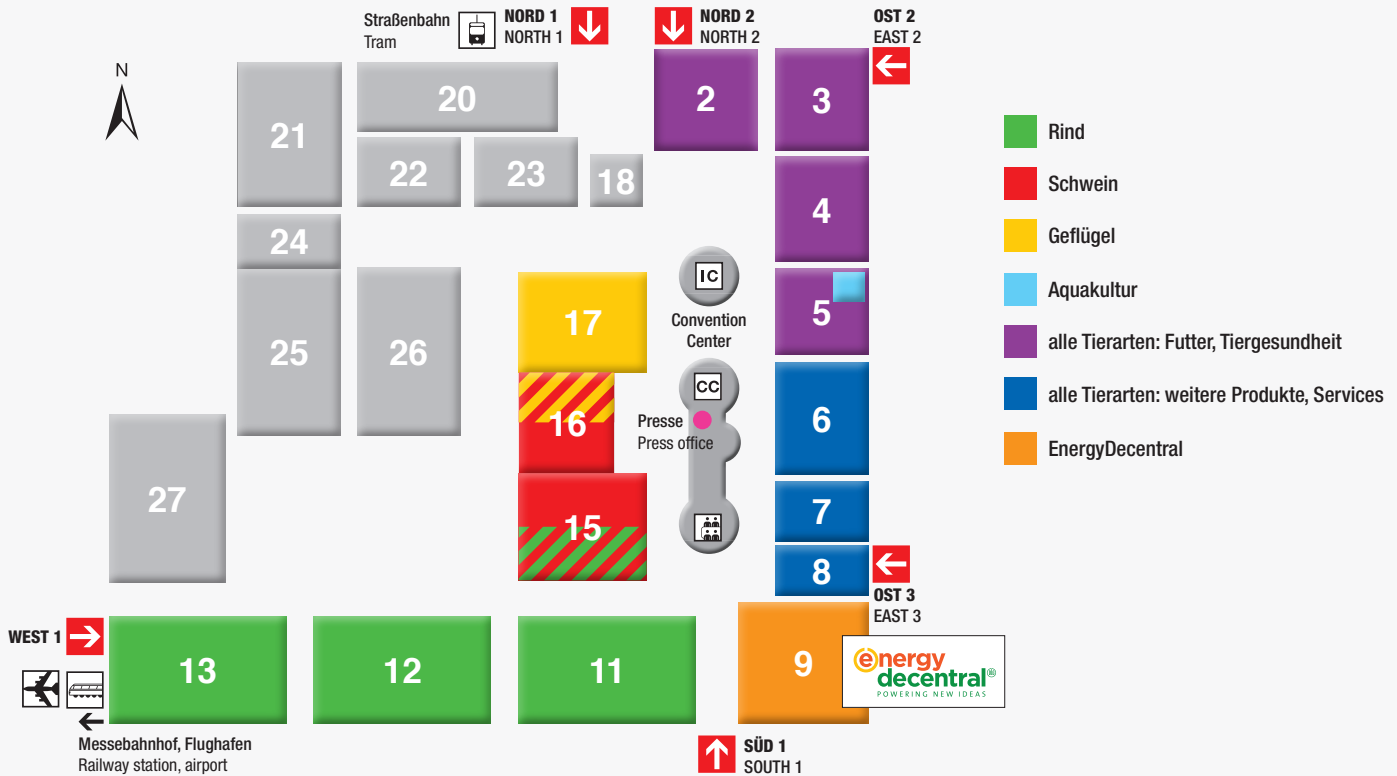 Straßenbahn
Tram
NORD 1
NORTH 1
NORD 2
NORTH 2
OST 2
EAST 2
N
20
21
2
3
22
23
18
4
24
IC
Convention
Center
17
5
25
26
CC
16
Presse
Press office
6
27
15
7
8
OST 3
EAST 3
WEST 1
13
12
11
9
energy
decentral®
POWERING NEW IDEAS
Messebahnhof, Flughafen
Railway station, airport
SÜD 1
SOUTH 1
Rind
Schwein
Geflügel
Aquakultur
alle Tierarten: Futter, Tiergesundheit
alle Tierarten: weitere Produkte, Services
EnergyDecentral